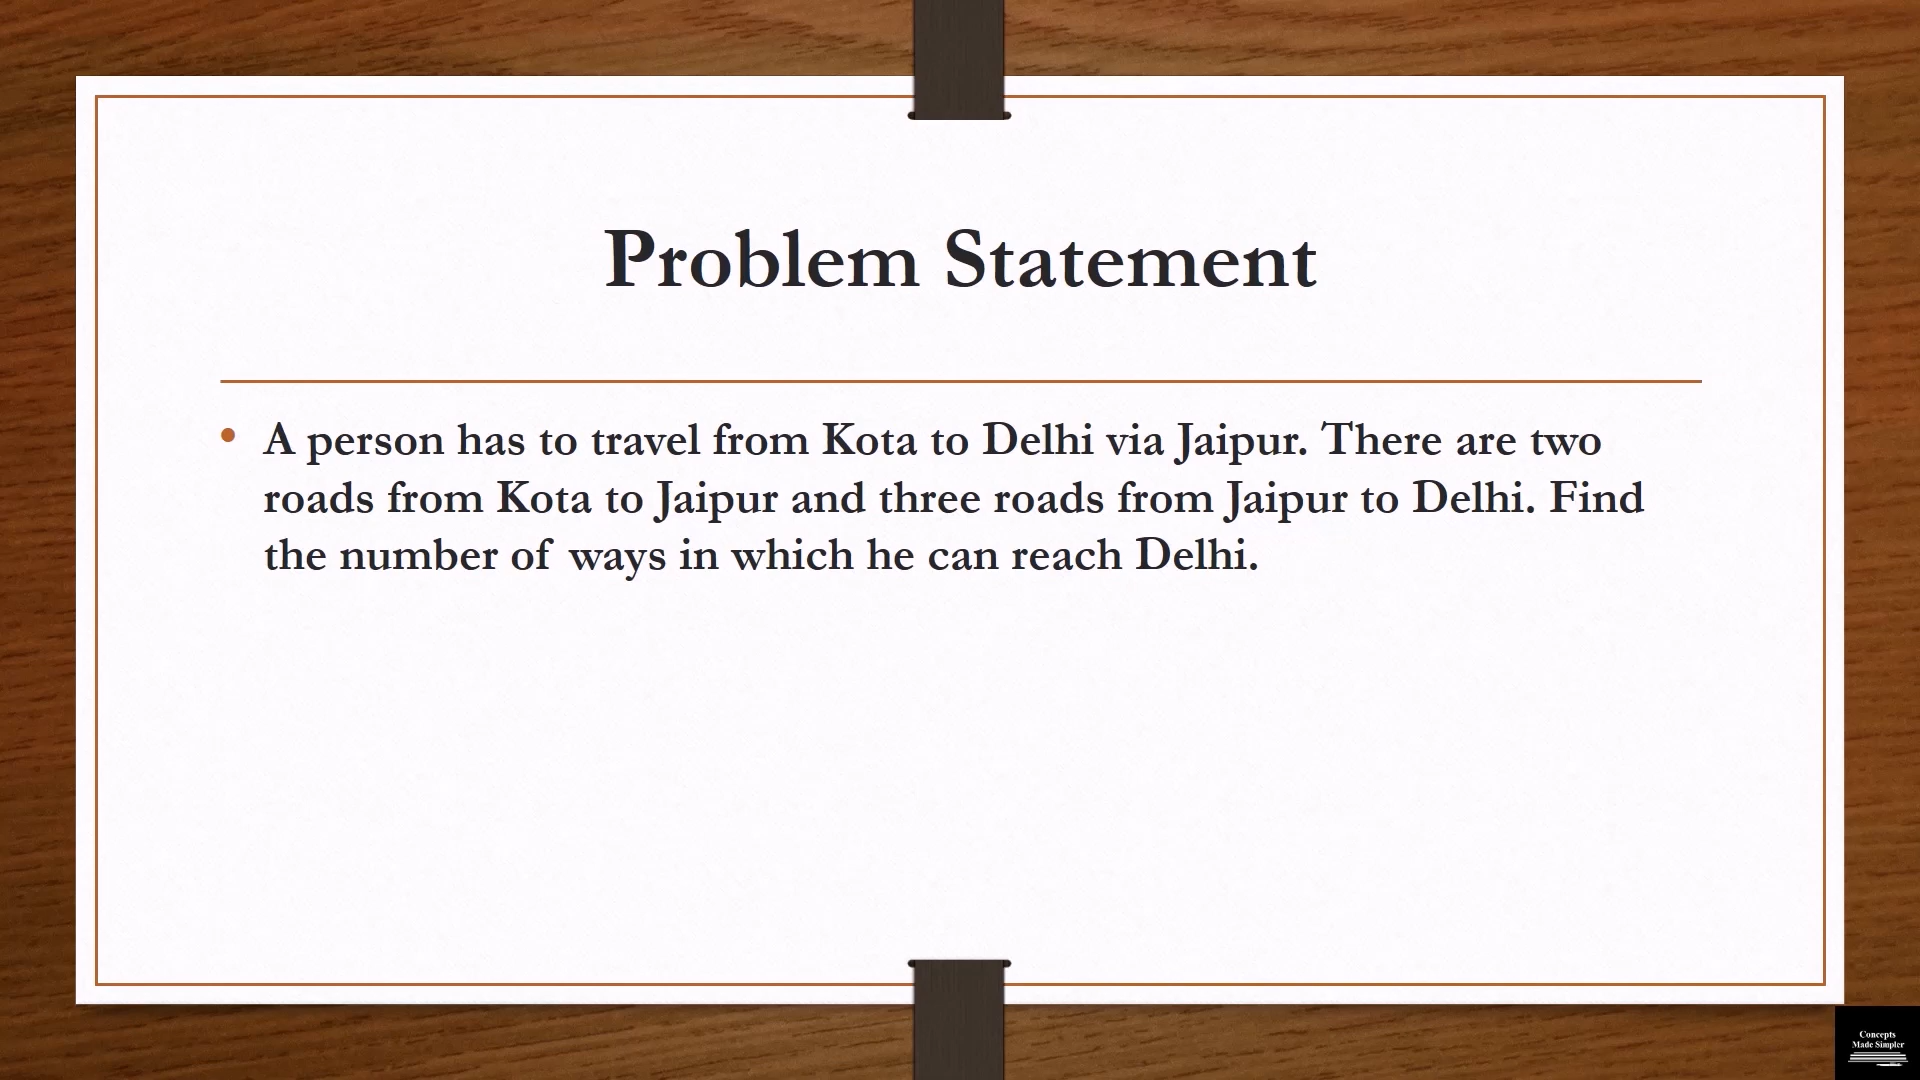 Problem Statement
• A person has to travel from Kota to Delhi via Jaipur. There are two
roads from Kota to Jaipur and three roads from Jaipur to Delhi. Find
the number of ways in which he can reach Delhi.
Concepts
Made Simpler